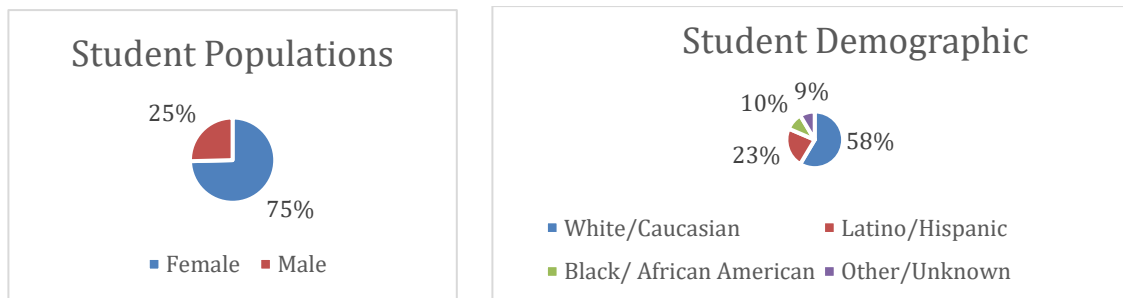 Student Populations
25%
75%
Female Male
Student Demographic
10% 9%
23% 58%
White/Caucasian Latino/Hispanic
Black/ African American Other/Unknown